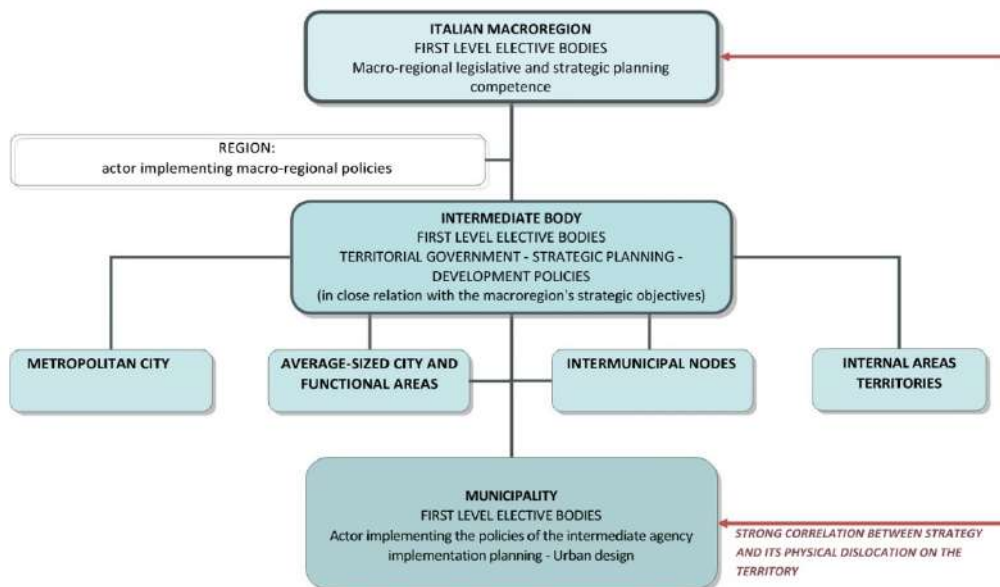 ITALIAN MACROREGION
FIRST LEVEL ELECTIVE BODIES
Macro-regional legislative and strategic planning
competence
REGION:
actor implementing macro-regional policies
INTERMEDIATE BODY
FIRST LEVEL ELECTIVE BODIES
TERRITORIAL GOVERNMENT - STRATEGIC PLANNING -
DEVELOPMENT POLICIES
(in close relation with the macroregion's strategic objectives)
METROPOLITAN CITY
AVERAGE-SIZED CITY AND
FUNCTIONAL AREAS
INTERMUNICIPAL NODES
INTERNAL AREAS
TERRITORIES
MUNICIPALITY
FIRST LEVEL ELECTIVE BODIES
Actor implementing the policies of the intermediate agency
implementation planning - Urban design
STRONG CORRELATION BETWEEN STRATEGY
AND ITS PHYSICAL DISLOCATION ON THE
TERRITORY